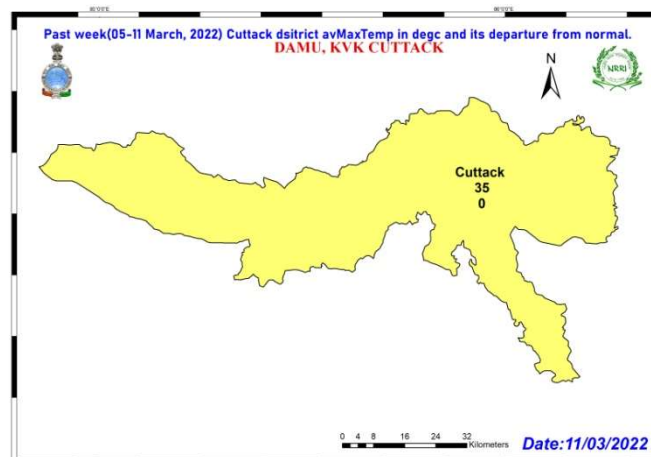 Past week(05-11 March, 2022) Cuttack dsitrict avMaxTemp in degc and its departure from normal.
DAMU, KVK CUTTACK
N
NRRI
Cuttack
35
0
0 4 8 16 24 32
Kilometers
Date:11/03/2022